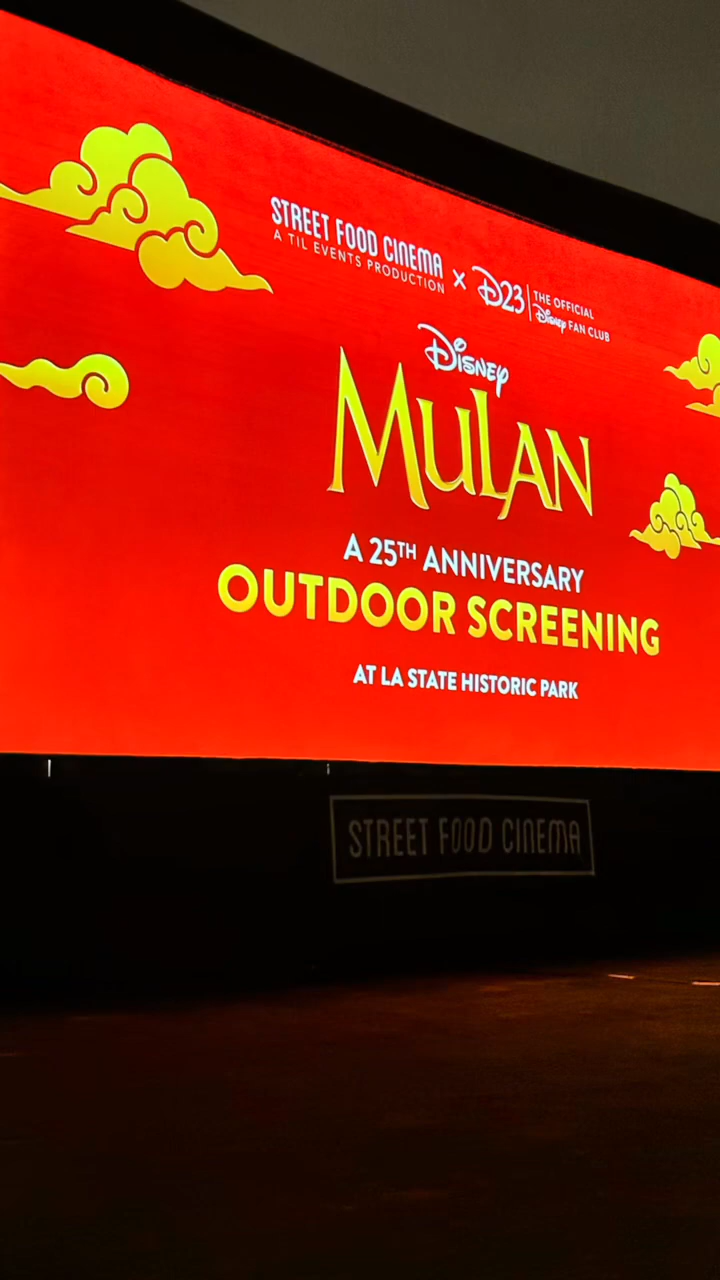 STREET FOOD CINEMA
A TIL EVENTS PRODUCTION
x
D23
THE OFFICIAL
Disney FAN CLUB
Disney
MULAN
A 25TH ANNIVERSARY
OUTDOOR SCREENING
AT LA STATE HISTORIC PARK
STREET FOOD CINEMA